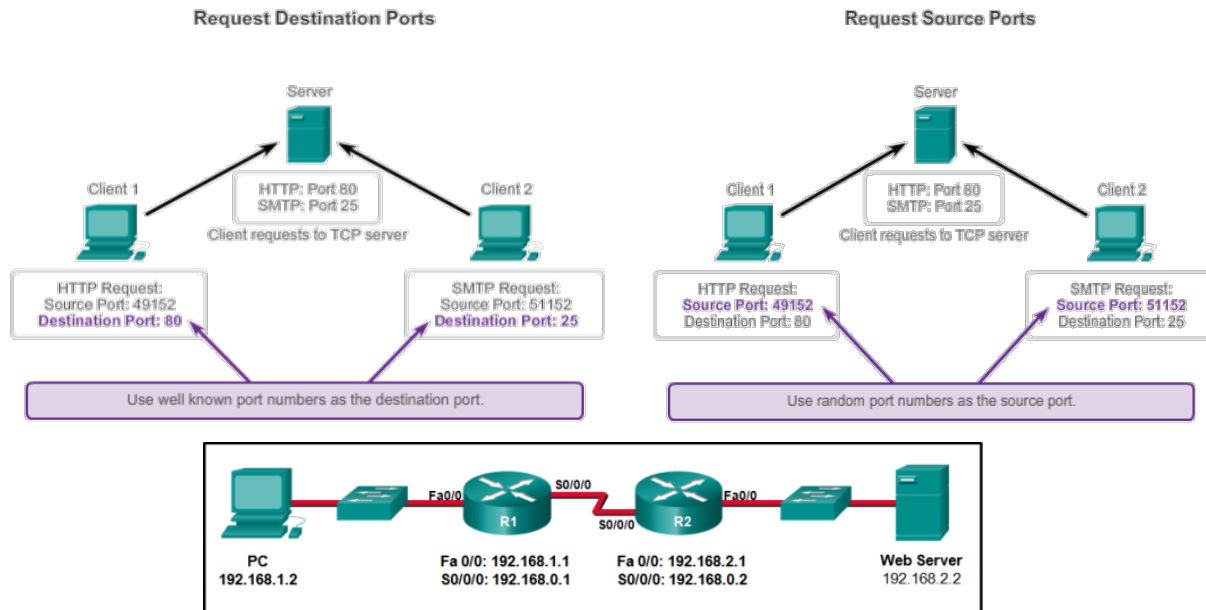 Request Destination Ports
Server
Client 1
HTTP: Port 80
SMTP: Port 25
Client 2
Client requests to TCP server
HTTP Request:
Source Port: 49152
Destination Port: 80
SMTP Request:
Source Port: 51152
Destination Port: 25
Use well known port numbers as the destination port.
Request Source Ports
Server
Client 1
HTTP: Port 80
SMTP: Port 25
Client 2
Client requests to TCP server
HTTP Request:
Source Port: 49152
Destination Port: 80
SMTP Request:
Source Port: 51152
Destination Port: 25
Use random port numbers as the source port.
Fa0/0
S0/0/0
R1
S0/0/0
R2
Fa0/0
PC
192.168.1.2
Fa 0/0: 192.168.1.1
S0/0/0: 192.168.0.1
Fa 0/0: 192.168.2.1
S0/0/0: 192.168.0.2
Web Server
192.168.2.2